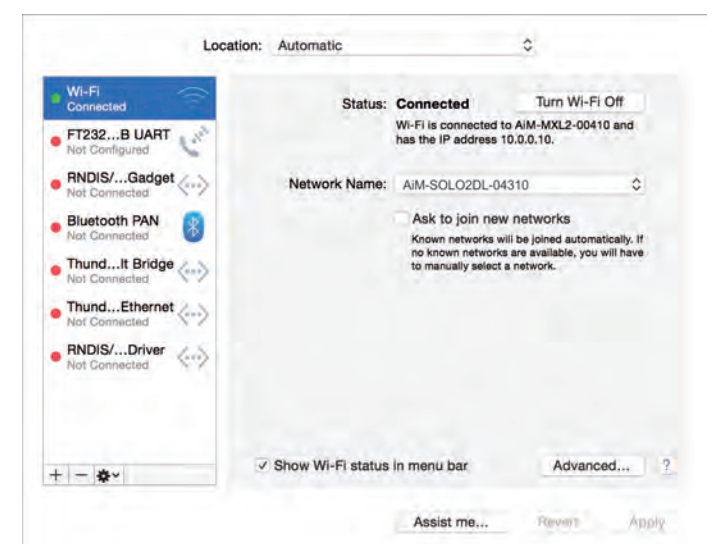 Location: Automatic
Wi-Fi
Connected
FT232...B UART
Not Configured
RNDIS/...Gadget
Not Connected
Bluetooth PAN
Not Connected
Thund...lt Bridge
Not Connected
Thund...Ethernet
Not Connected
RNDIS/...Driver
Not Connected
Status: Connected Turn Wi-Fi Off
Wi-Fi is connected to AiM-MXL2-00410 and
has the IP address 10.0.0.10.
Network Name: AiM-SOLO2DL-04310
Ask to join new networks
Known networks will be joined automatically. If
no known networks are available, you will have
to manually select a network.
Show Wi-Fi status in menu bar Advanced... ?
Assist me... Revert Apply